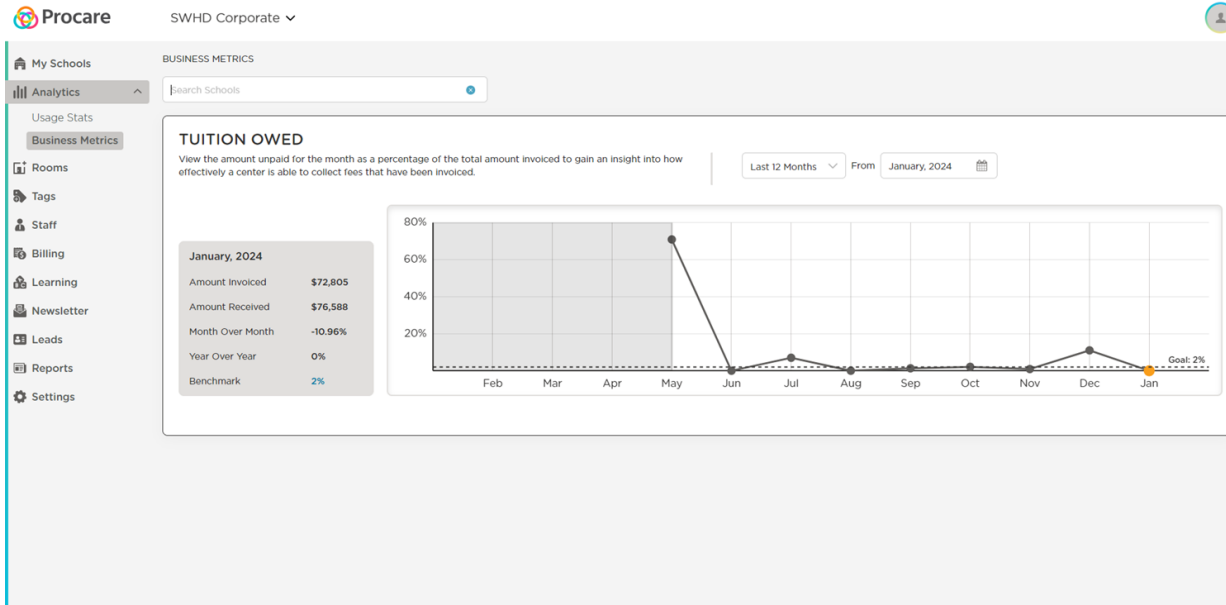 Procare
SWHD Corporate
My Schools
Analytics
Usage Stats
Business Metrics
Rooms
Tags
Staff
Billing
Learning
Newsletter
Leads
Reports
Settings
BUSINESS METRICS
Search Schools
TUITION OWED
View the amount unpaid for the month as a percentage of the total amount invoiced to gain an insight into how
effectively a center is able to collect fees that have been invoiced.
Last 12 Months
From
January, 2024
January, 2024
Amount Invoiced $72,805
Amount Received $76,588
Month Over Month -10.96%
Year Over Year 0%
Benchmark 2%
80%
60%
40%
20%
Goal: 2%
Feb Mar Apr May Jun Jul Aug Sep Oct Nov Dec Jan